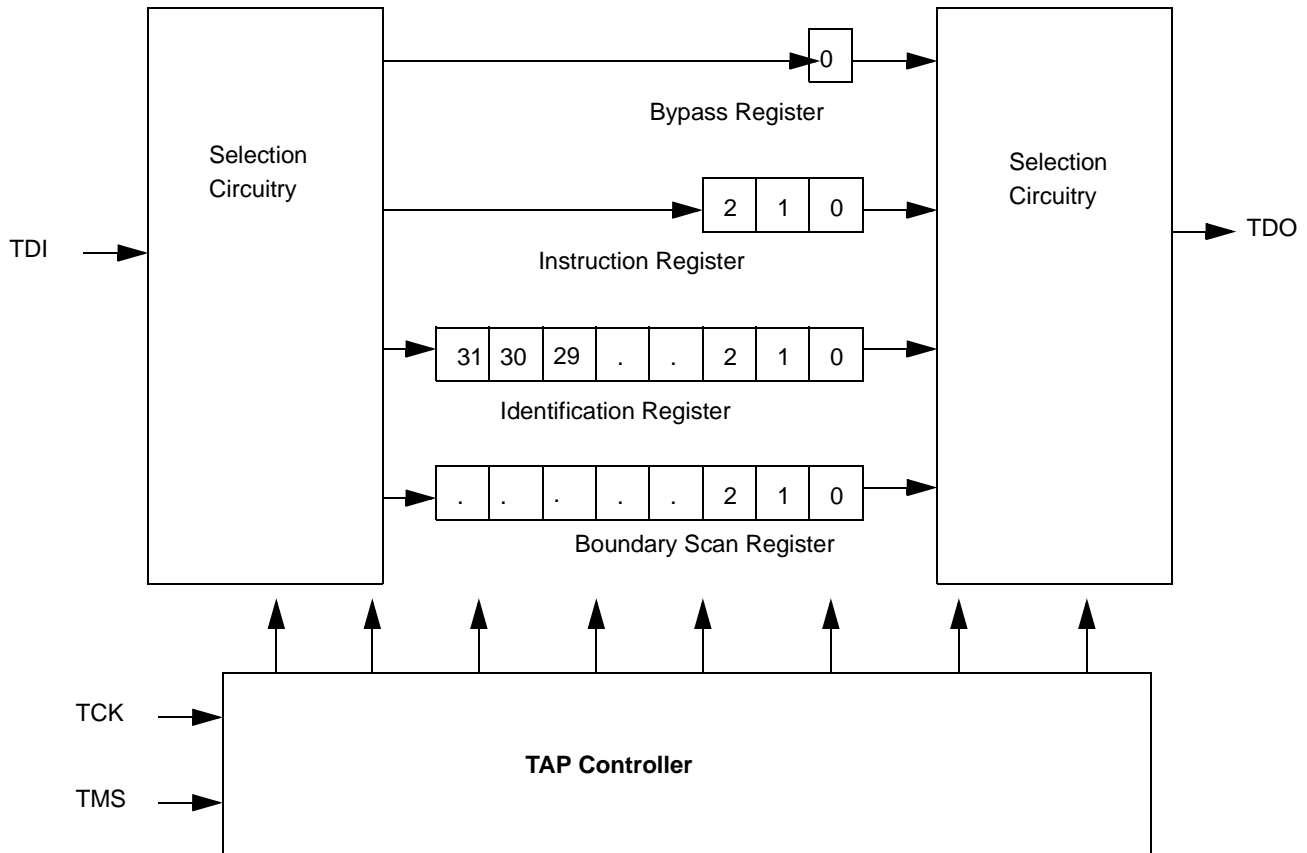 0
Bypass Register
Selection
Circuitry
Selection
Circuitry
2 1 0
TDI
TDO
Instruction Register
31 30 29 . . 2 1 0
Identification Register
. . . . . 2 1 0
Boundary Scan Register
TCK
TAP Controller
TMS